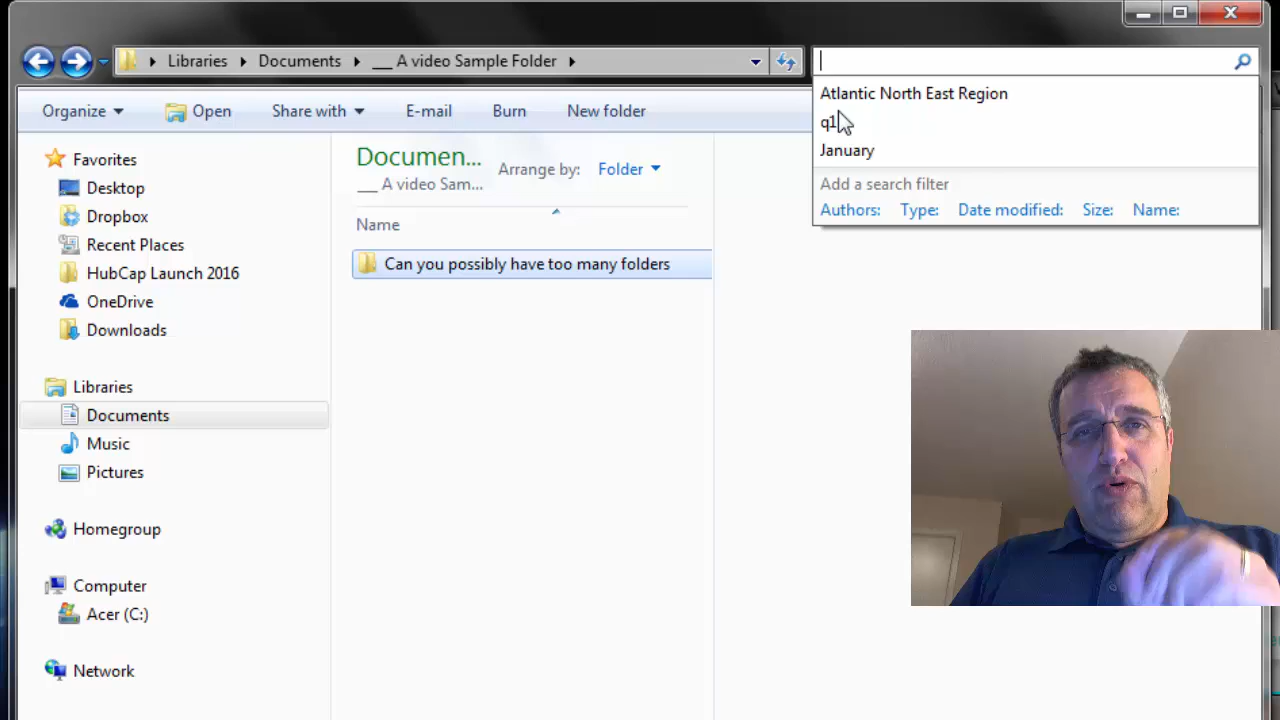 Libraries Documents ___ A video Sample Folder
Organize Open Share with E-mail Burn New folder
Atlantic North East Region
q1
January
Add a search filter
Authors: Type: Date modified: Size: Name:
Favorites
Desktop
Dropbox
Recent Places
HubCap Launch 2016
OneDrive
Downloads
Libraries
Documents
Music
Pictures
Homegroup
Computer
Acer (C:)
Network
Documen...
___ A video Sam...
Arrange by: Folder
Name
Can you possibly have too many folders